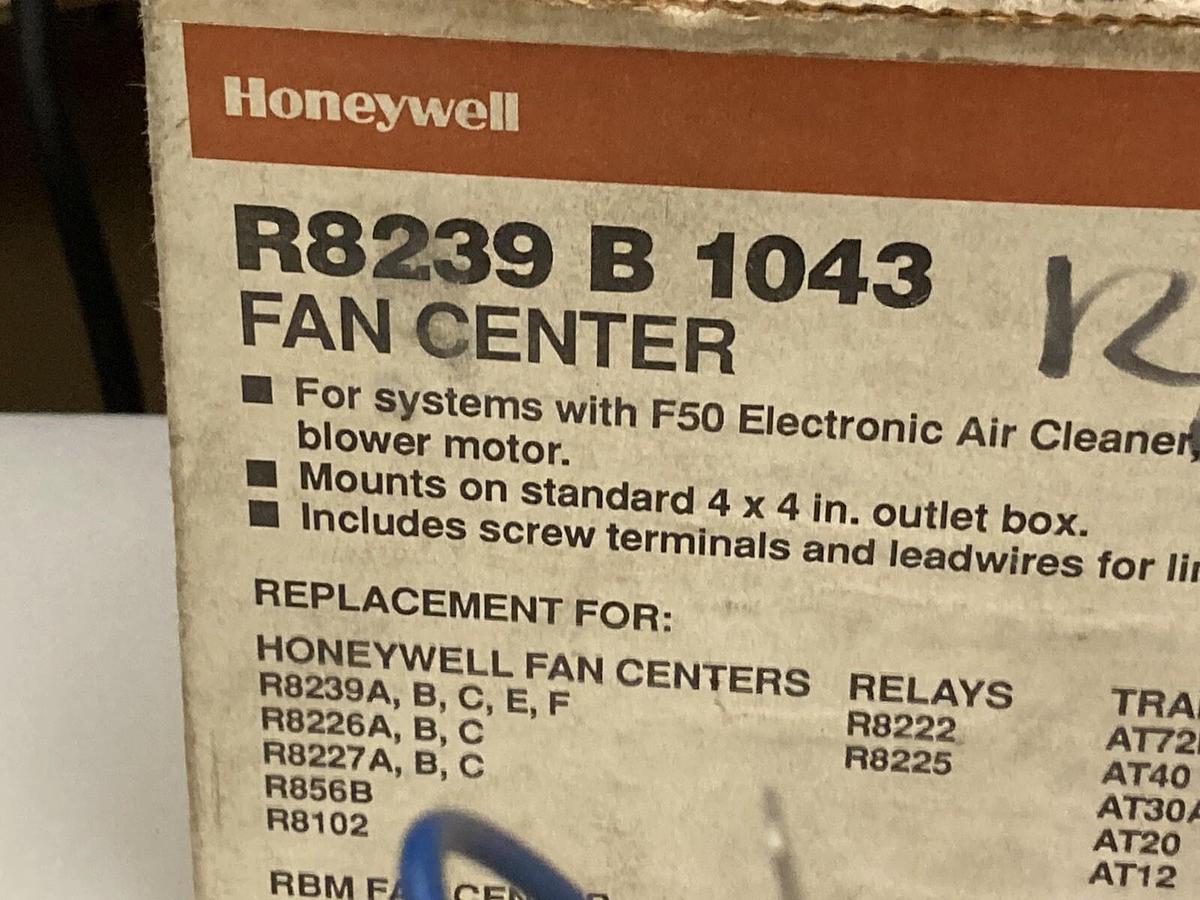 Honeywell
R8239 B 1043
FAN CENTER
■ For systems with F50 Electronic Air Cleaner,
blower motor.
■ Mounts on standard 4 x 4 in. outlet box.
■ Includes screw terminals and leadwires for
REPLACEMENT FOR:
HONEYWELL FAN CENTERS
R8239A, B, C, E, F
R8226A, B, C
R8227A, B, C
R856B
R8102
RELAYS
R8222
R8225
AT40
AT20
AT12
RBM